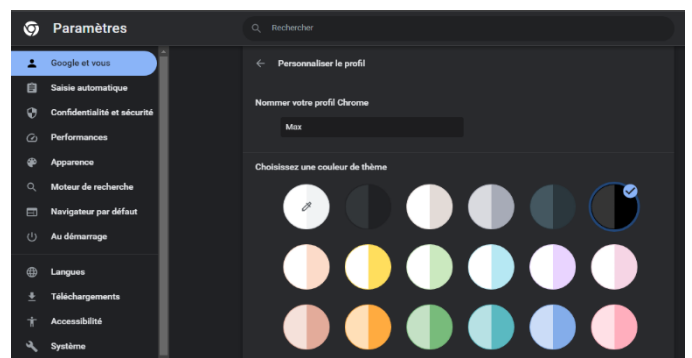 Paramètres
Rechercher
Google et vous
Saisie automatique
Confidentialité et sécurité
Performances
Apparence
Moteur de recherche
Navigateur par défaut
Au démarrage
Langues
Téléchargements
Accessibilité
Système
Personnaliser le profil
Nommer votre profil Chrome
Max
Choisissez une couleur de thème